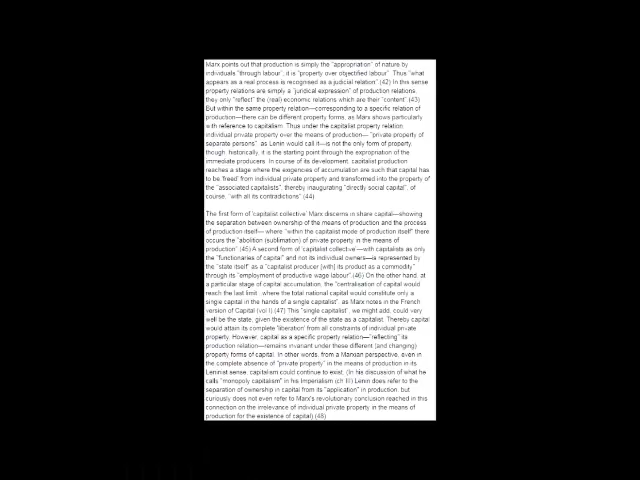 Marx points out that production is simply the "appropriation" of nature by
individuals "through labour", it is "property over objectified labour". Thus "what
appears as a real process is recognised as a judicial relation".(42) In this sense
property relations are simply a "juridical expression" of production relations,
they only "reflect" the (real) economic relations which are their "content".(43)
But within the same property relation—corresponding to a specific relation of
production—there can be different property forms, as Marx shows particularly
with reference to capitalism. Thus under the capitalist property relation
individual private property over the means of production— "private property of
separate persons" as Lenin would call it—is not the only form of property,
though, historically, it is the starting point through the expropriation of the
immediate producers. In course of its development, capitalist production
reaches a stage where the exigences of accumulation are such that capital has
to be 'freed' from individual private property and transformed into the property of
the "associated capitalists", thereby inaugurating "directly social capital", of
course, "with all its contradictions".(44)
The first form of 'capitalist collective' Marx discerns in share capital—showing
the separation between ownership of the means of production and the process
of production itself— where "within the capitalist mode of production itself" there
occurs the "abolition (sublimation) of private property in the means of
production".(45) A second form of 'capitalist collective'—with capitalists as only
the "functionaries of capital" and not its individual owners—is represented by
the "state itself" as a "capitalist producer [with] its product as a commodity"
through its "employment of productive wage labour".(46) On the other hand, at
a particular stage of capital accumulation, the "centralisation of capital would
reach the last limit...where the total national capital would constitute only a
single capital in the hands of a single capitalist", as Marx notes in the French
version of Capital (vol I).(47) This "single capitalist", we might add, could very
well be the state, given the existence of the state as a capitalist. Thereby capital
would attain its complete 'liberation' from all constraints of individual private
property. However, capital as a specific property relation—"reflecting" its
production relation—remains invariant under these different (and changing)
property forms of capital. In other words, from a Marxian perspective, even in
the complete absence of "private property" in the means of production in its
Leninist sense, capitalism could continue to exist. (In his discussion of what he
calls "monopoly capitalism" in his Imperialism (ch III) Lenin does refer to the
separation of ownership in capital from its "application" in production, but
curiously does not even refer to Marx's revolutionary conclusion reached in this
connection on the irrelevance of individual private property in the means of
production for the existence of capital).(48)